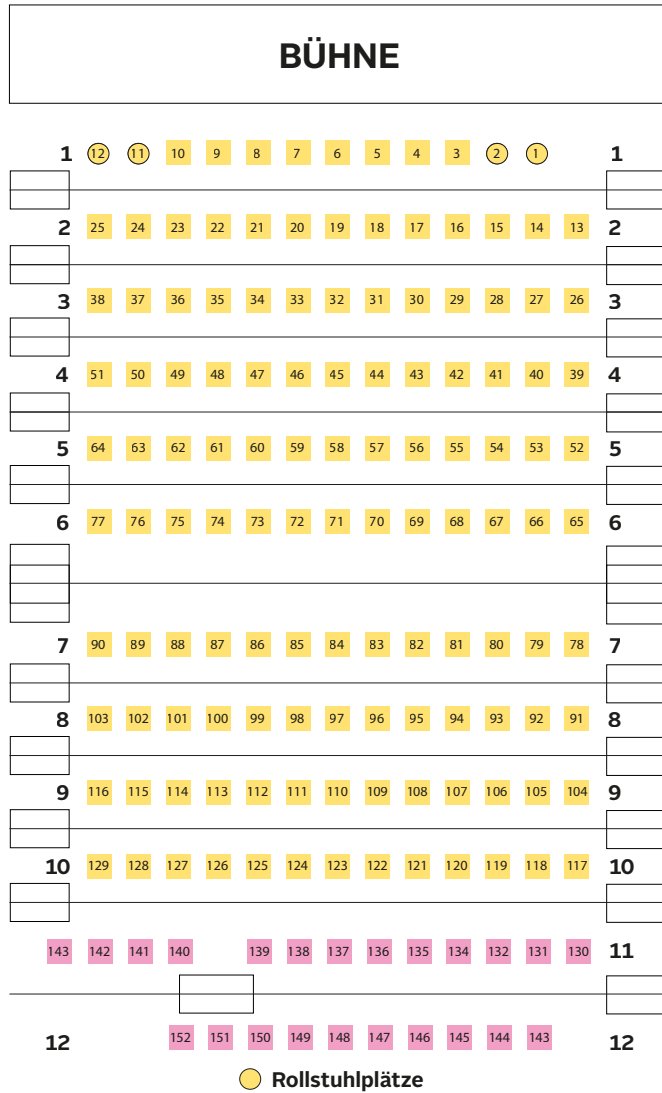 BÜHNE
1 12 11 10 9 8 7 6 5 4 3 2 1 1
2 25 24 23 22 21 20 19 18 17 16 15 14 13 2
3 38 37 36 35 34 33 32 31 30 29 28 27 26 3
4 51 50 49 48 47 46 45 44 43 42 41 40 39 4
5 64 63 62 61 60 59 58 57 56 55 54 53 52 5
6 77 76 75 74 73 72 71 70 69 68 67 66 65 6
7 90 89 88 87 86 85 84 83 82 81 80 79 78 7
8 103 102 101 100 99 98 97 96 95 94 93 92 91 8
9 116 115 114 113 112 111 110 109 108 107 106 105 104 9
10 129 128 127 126 125 124 123 122 121 120 119 118 117 10
143 142 141 140 139 138 137 136 135 134 132 131 130 11
12 152 151 150 149 148 147 146 145 144 143 12
Rollstuhlplätze